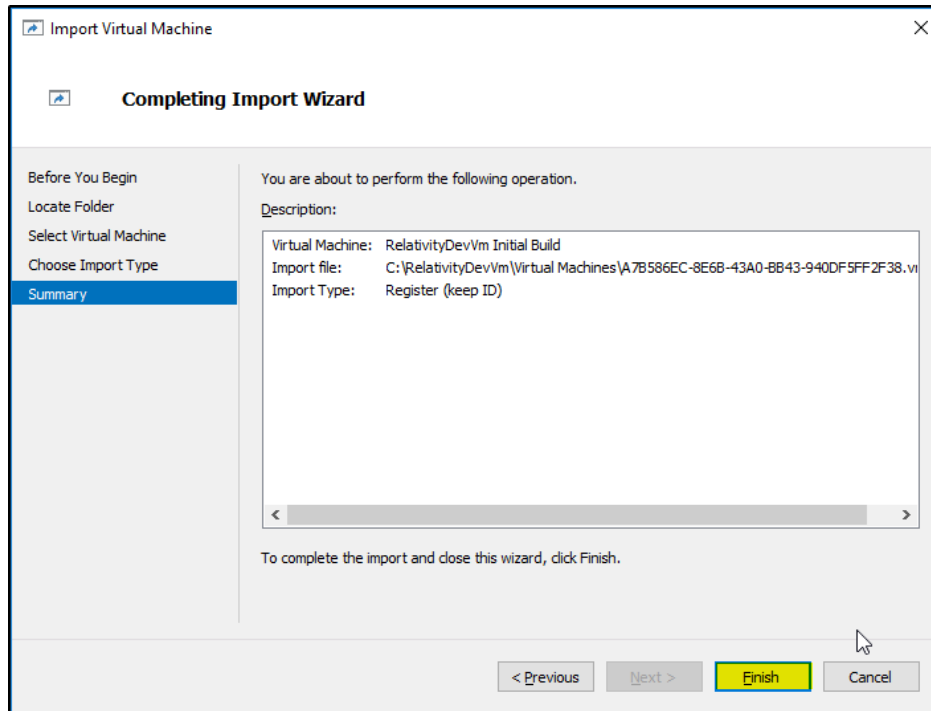 Import Virtual Machine
Completing Import Wizard
Before You Begin
Locate Folder
Select Virtual Machine
Choose Import Type
Summary
You are about to perform the following operation.
Description:
Virtual Machine: RelativityDevVm Initial Build
Import file: C:\RelativityDevVm\Virtual Machines\A7B586EC-8E6B-43A0-BB43-940DF5FF2F38.vı
Import Type: Register (keep ID)
To complete the import and close this wizard, click Finish.
< Previous Next > Finish Cancel